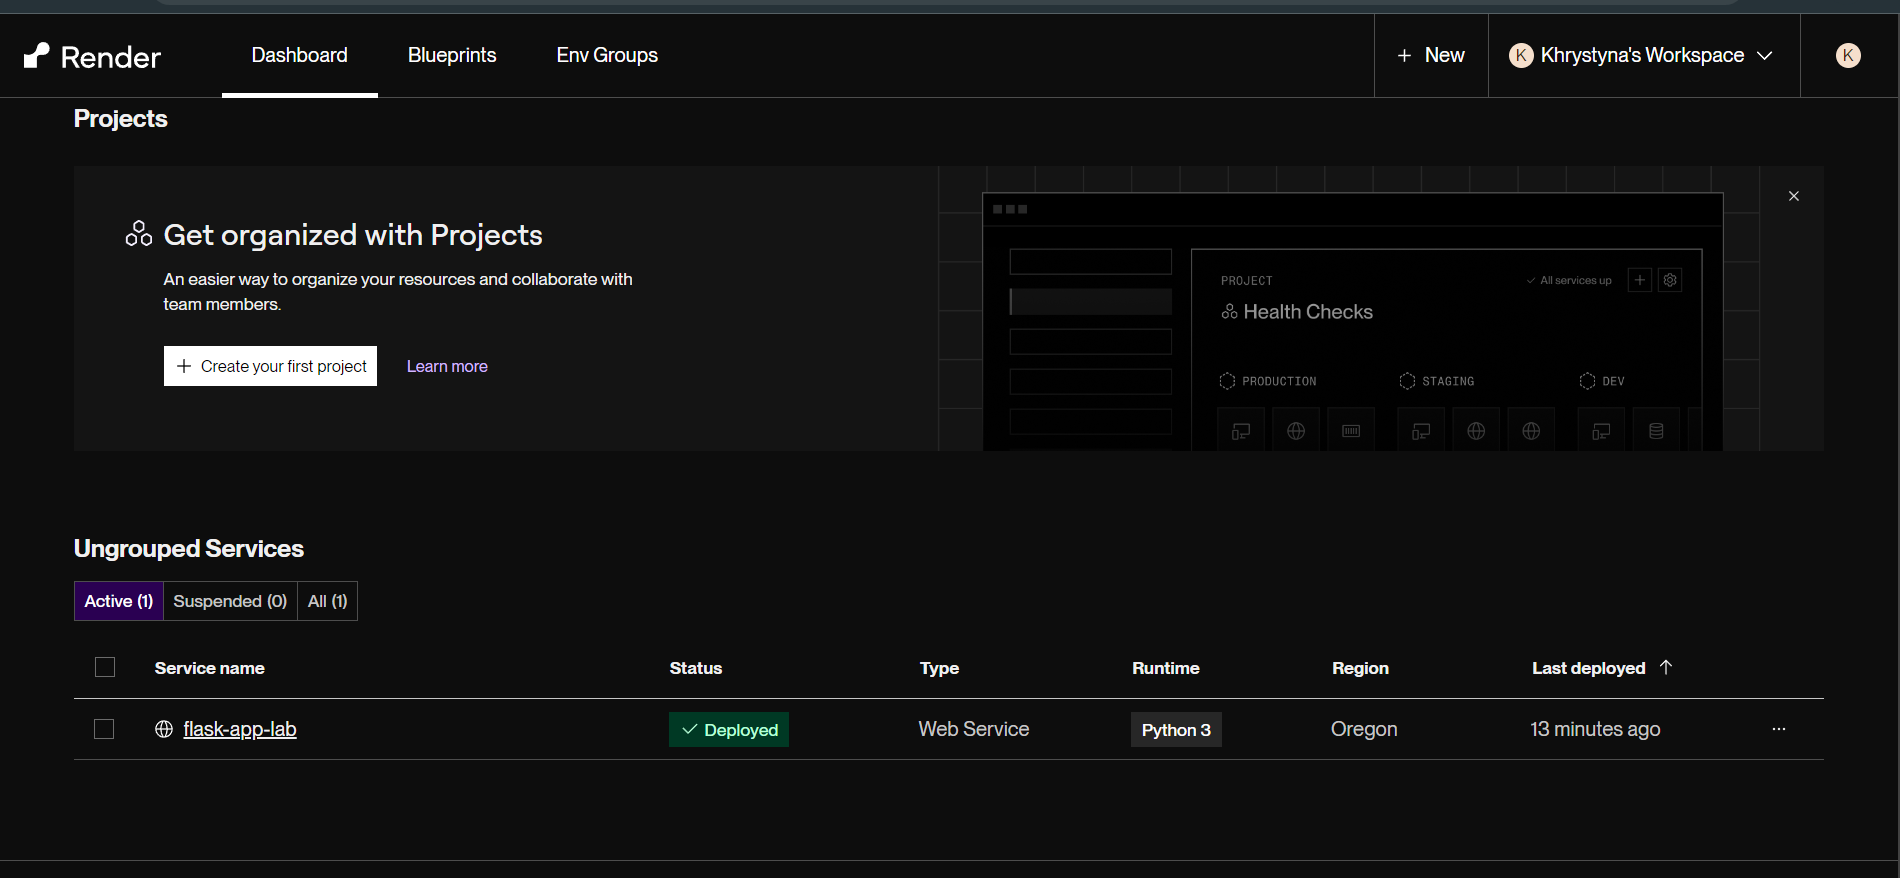 Render
Dashboard
Blueprints
Env Groups
+ New
K Khrystyna's Workspace
K
Projects
Get organized with Projects
An easier way to organize your resources and collaborate with
team members.
+ Create your first project
Learn more
PROJECT
All services up
Health Checks
PRODUCTION
STAGING
DEV
Ungrouped Services
Active (1)
Suspended (0)
All (1)
Service name
Status
Type
Runtime
Region
Last deployed ↑
flask-app-lab
Deployed
Web Service
Python 3
Oregon
13 minutes ago